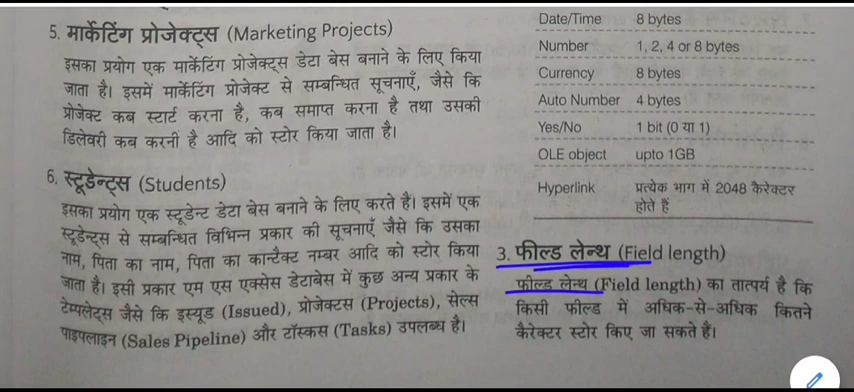 5. मार्केटिंग प्रोजेक्ट्स (Marketing Projects)
इसका प्रयोग एक मार्केटिंग प्रोजेक्ट्स डेटा बेस बनाने के लिए किया
जाता है। इसमें मार्केटिंग प्रोजेक्ट से सम्बन्धित सूचनाएँ, जैसे कि
प्रोजेक्ट कब स्टार्ट करना है, कब समाप्त करना है तथा उसकी
डिलेवरी कब करनी है आदि को स्टोर किया जाता है।
6. स्टूडेन्ट्स (Students)
इसका प्रयोग एक स्टूडेन्ट डेटा बेस बनाने के लिए करते हैं। इसमें एक
स्टूडेन्ट्स से सम्बन्धित विभिन्न प्रकार की सूचनाएँ जैसे कि उसका
नाम, पिता का नाम, पिता का कान्टैक्ट नम्बर आदि को स्टोर किया
जाता है। इसी प्रकार एम एस एक्सेस डेटाबेस में कुछ अन्य प्रकार के
टेम्पलेट्स जैसे कि इस्यूड (Issued), प्रोजेक्टस (Projects), सेल्स
पाइपलाइन (Sales Pipeline) और टॉस्कस (Tasks) उपलब्ध है।
Date/Time 8 bytes
Number 1, 2, 4 or 8 bytes
Currency 8 bytes
Auto Number 4 bytes
Yes/No 1 bit (0 या 1)
OLE object upto 1GB
Hyperlink प्रत्येक भाग में 2048 कैरेक्टर
होते हैं
3. फील्ड लेन्थ (Field length)
फील्ड लेन्थ (Field length) का तात्पर्य है कि
किसी फील्ड में अधिक-से-अधिक कितने
कैरेक्टर स्टोर किए जा सकते हैं।